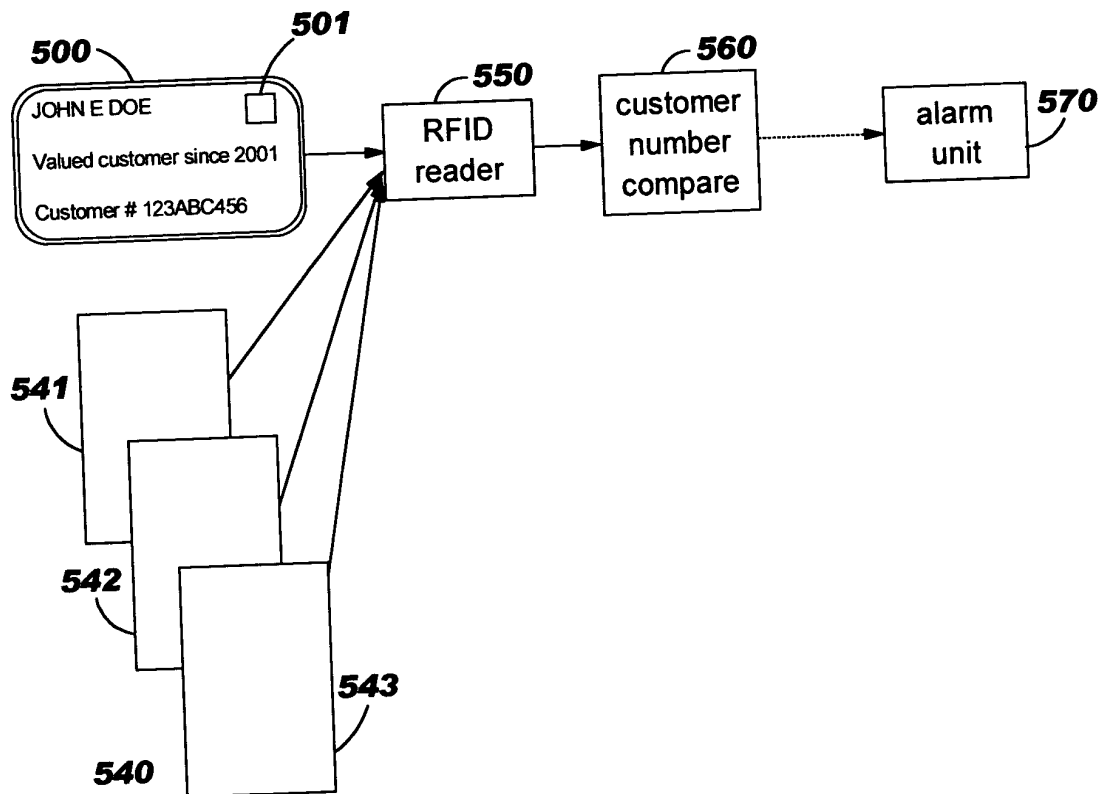 501
500
550
560
570
JOHN E DOE
Valued customer since 2001
Customer # 123ABC456
RFID
reader
customer
number
compare
alarm
unit
541
542
543
540